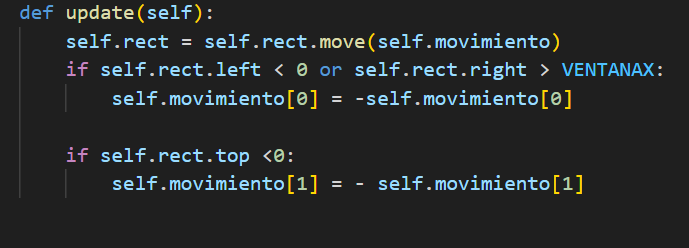 def update(self):
    self.rect = self.rect.move(self.movimiento)
    if self.rect.left < 0 or self.rect.right > VENTANAX:
        self.movimiento[0] = -self.movimiento[0]

    if self.rect.top <0:
        self.movimiento[1] = - self.movimiento[1]